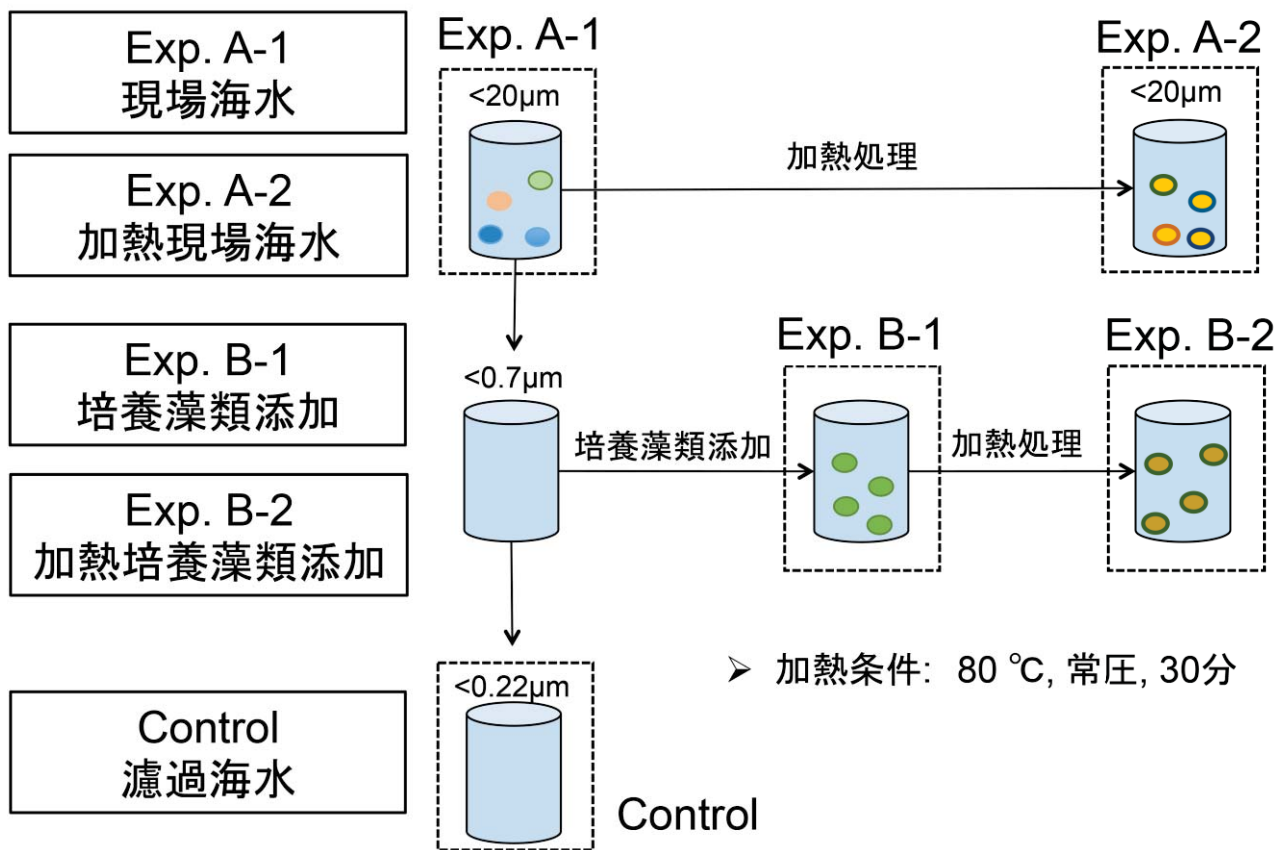 Exp. A-1
現場海水
Exp. A-2
加熱現場海水
Exp. B-1
培養藻類添加
Exp. B-2
加熱培養藻類添加
Control
濾過海水
Exp. A-1
<20μm
加熱処理
Exp. A-2
<20μm
<0.7μm
培養藻類添加
Exp. B-1
加熱処理
Exp. B-2
<0.22μm
Control
➢ 加熱条件: 80 ℃, 常圧, 30分